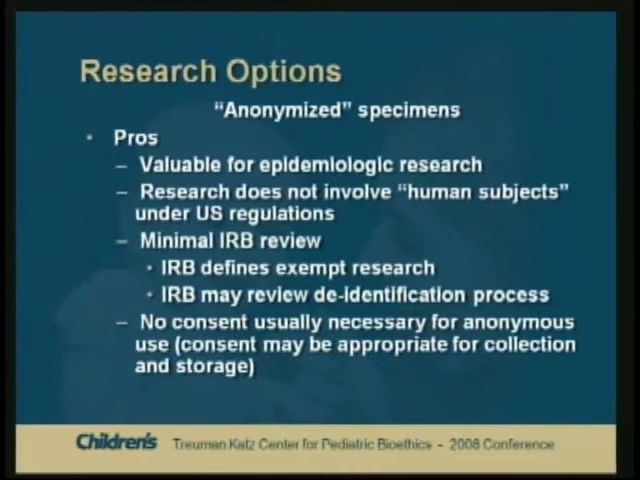 Research Options
“Anonymized” specimens
• Pros
– Valuable for epidemiologic research
– Research does not involve “human subjects”
under US regulations
– Minimal IRB review
• IRB defines exempt research
• IRB may review de-identification process
– No consent usually necessary for anonymous
use (consent may be appropriate for collection
and storage)
Children's Treuman Katz Center for Pediatric Bioethics - 2008 Conference